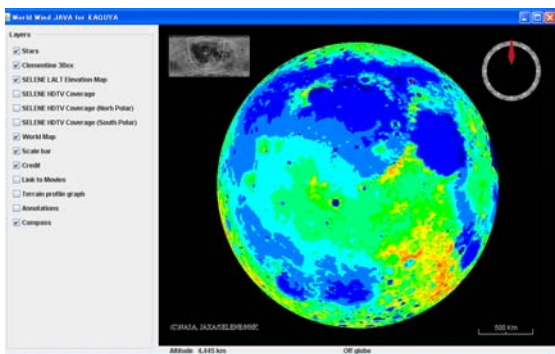 World Wind JAVA for KAGUYA
Layers
Stars
Clementine 30xx
SELENE LALT Elevation Map
SELENE HDTV Coverage
SELENE HDTV Coverage (North Polar)
SELENE HDTV Coverage (South Polar)
World Map
Scale bar
Credit
Link to Movies
Terrain profile graph
Annotations
Compass
(C)NASA, JAXA/SELENE/NHK
500 Km
Altitude 4,445 km
Off globe